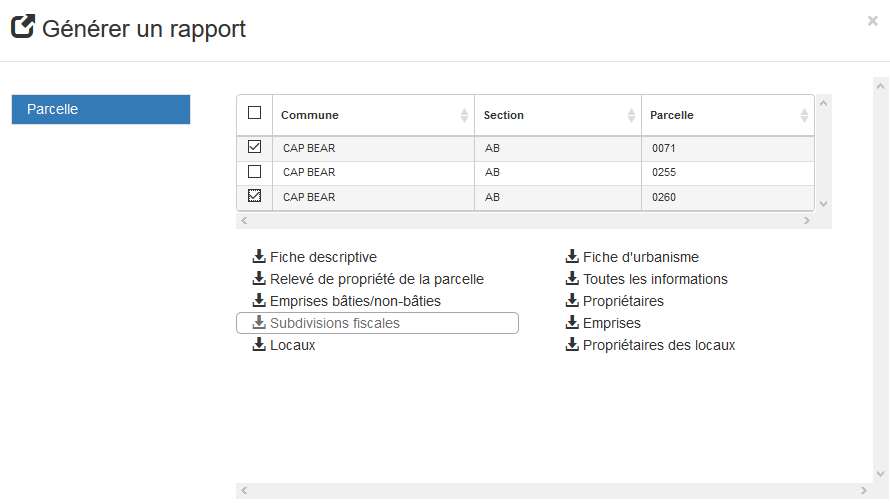 Générer un rapport
×
Parcelle
Commune Section Parcelle
CAP BEAR AB 0071
CAP BEAR AB 0255
CAP BEAR AB 0260
Fiche descriptive Fiche d'urbanisme
Relevé de propriété de la parcelle Toutes les informations
Emprises bâties/non-bâties Propriétaires
Subdivisions fiscales Emprises
Locaux Propriétaires des locaux